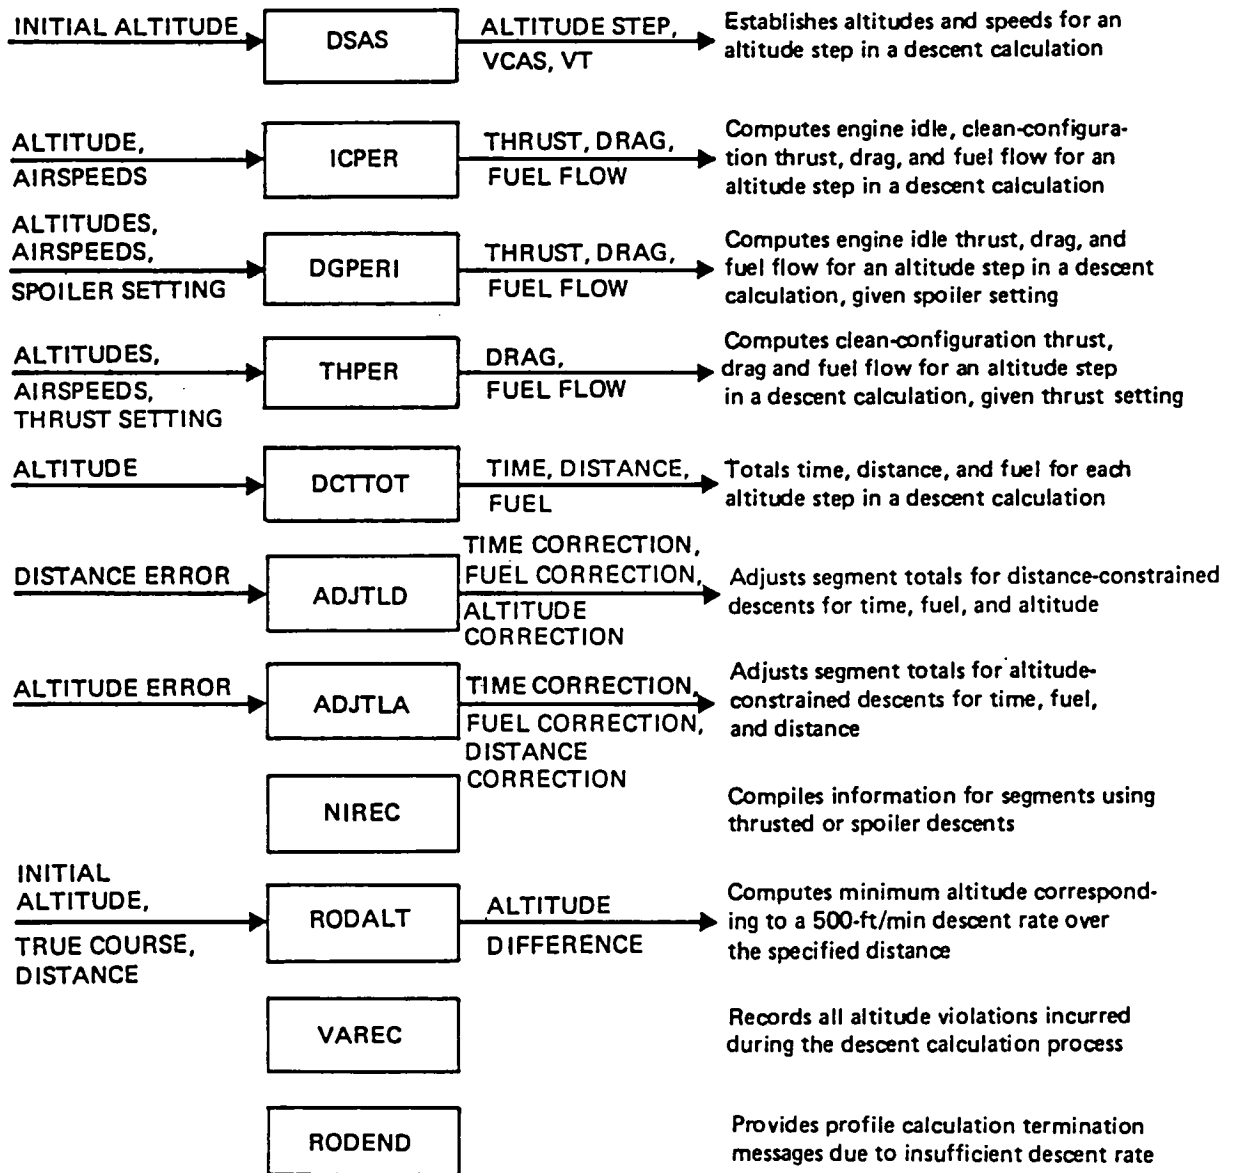 INITIAL ALTITUDE
DSAS
ALTITUDE STEP,
VCAS, VT
Establishes altitudes and speeds for an
altitude step in a descent calculation
ALTITUDE,
AIRSPEEDS
ICPER
THRUST, DRAG,
FUEL FLOW
Computes engine idle, clean-configura-
tion thrust, drag, and fuel flow for an
altitude step in a descent calculation
ALTITUDES,
AIRSPEEDS,
SPOILER SETTING
DGPERI
THRUST, DRAG,
FUEL FLOW
Computes engine idle thrust, drag, and
fuel flow for an altitude step in a descent
calculation, given spoiler setting
ALTITUDES,
AIRSPEEDS,
THRUST SETTING
THPER
DRAG,
FUEL FLOW
Computes clean-configuration thrust,
drag and fuel flow for an altitude step
in a descent calculation, given thrust setting
ALTITUDE
DCTTOT
TIME, DISTANCE,
FUEL
Totals time, distance, and fuel for each
altitude step in a descent calculation
DISTANCE ERROR
ADJTLD
TIME CORRECTION,
FUEL CORRECTION,
ALTITUDE
CORRECTION
Adjusts segment totals for distance-constrained
descents for time, fuel, and altitude
ALTITUDE ERROR
ADJTLA
TIME CORRECTION,
FUEL CORRECTION,
DISTANCE
CORRECTION
Adjusts segment totals for altitude-
constrained descents for time, fuel,
and distance
NIREC
Compiles information for segments using
thrusted or spoiler descents
INITIAL
ALTITUDE,
TRUE COURSE,
DISTANCE
RODALT
ALTITUDE
DIFFERENCE
Computes minimum altitude correspond-
ing to a 500-ft/min descent rate over
the specified distance
VAREC
Records all altitude violations incurred
during the descent calculation process
RODEND
Provides profile calculation termination
messages due to insufficient descent rate